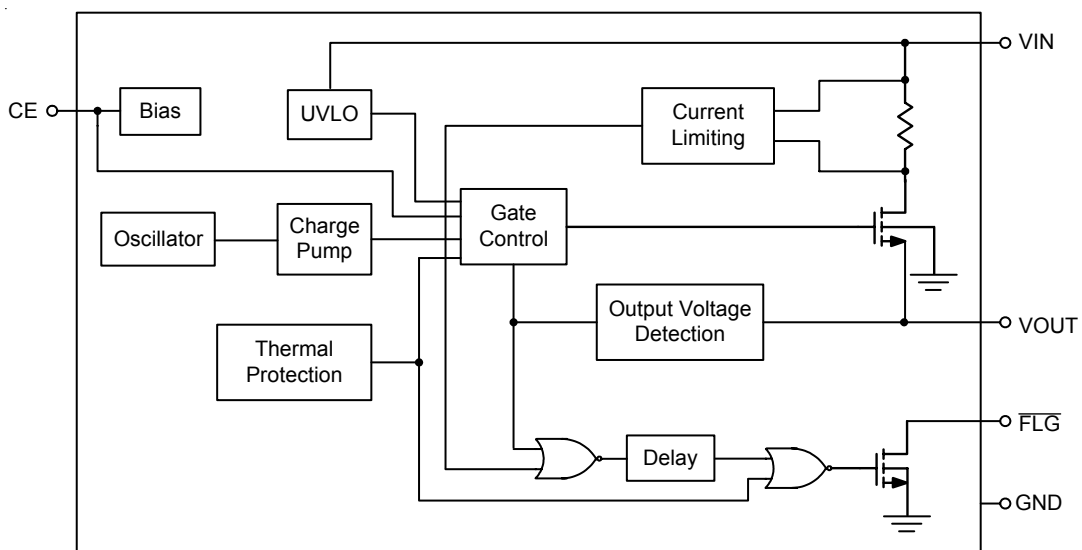 VIN
CE
Bias
UVLO
Current
Limiting
Gate
Control
Oscillator
Charge
Pump
Output Voltage
Detection
VOUT
Thermal
Protection
FLG
Delay
GND